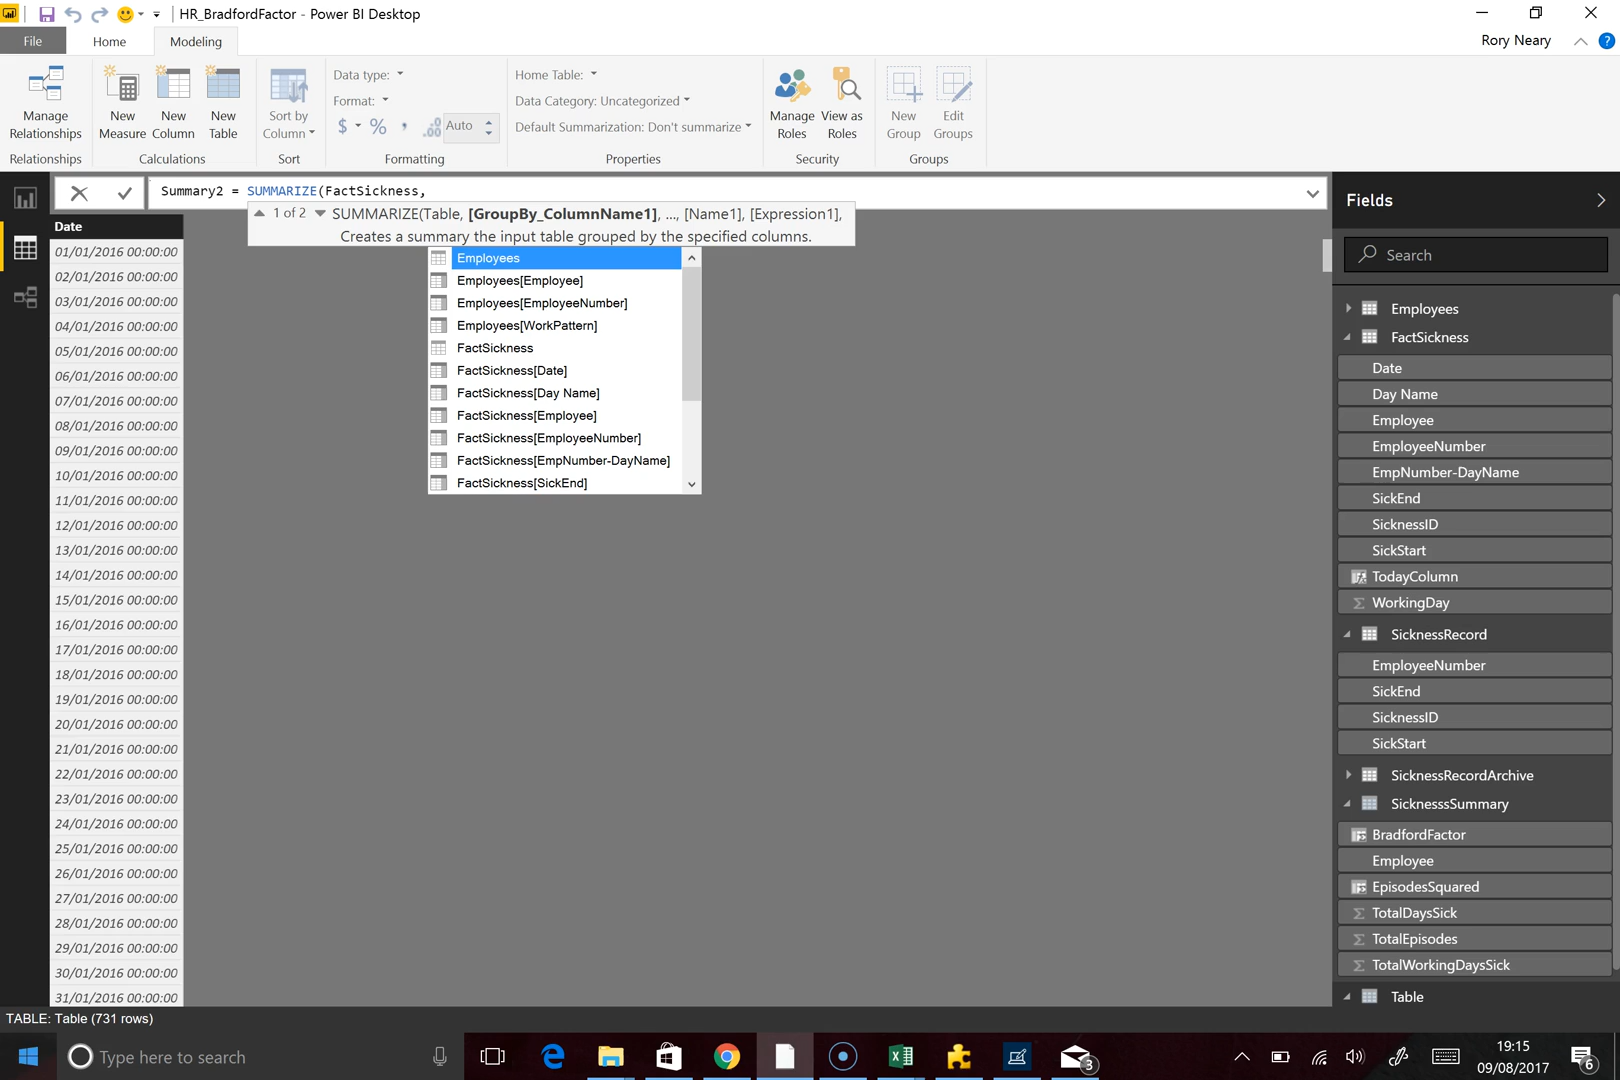 HR_BradfordFactor - Power BI Desktop
File
Home
Modeling
Rory Neary
Manage Relationships
Relationships
New Measure
New Column
New Table
Calculations
Sort by Column
Sort
Data type:
Format:
$ % , .00 Auto
Formatting
Home Table:
Data Category: Uncategorized
Default Summarization: Don't summarize
Properties
Manage Roles
View as Roles
Security
New Group
Edit Groups
Groups
Summary2 = SUMMARIZE(FactSickness,
1 of 2 SUMMARIZE(Table, [GroupBy_ColumnName1], ..., [Name1], [Expression1],
Creates a summary the input table grouped by the specified columns.
Employees
Employees[Employee]
Employees[EmployeeNumber]
Employees[WorkPattern]
FactSickness
FactSickness[Date]
FactSickness[Day Name]
FactSickness[Employee]
FactSickness[EmployeeNumber]
FactSickness[EmpNumber-DayName]
FactSickness[SickEnd]
Date
01/01/2016 00:00:00
02/01/2016 00:00:00
03/01/2016 00:00:00
04/01/2016 00:00:00
05/01/2016 00:00:00
06/01/2016 00:00:00
07/01/2016 00:00:00
08/01/2016 00:00:00
09/01/2016 00:00:00
10/01/2016 00:00:00
11/01/2016 00:00:00
12/01/2016 00:00:00
13/01/2016 00:00:00
14/01/2016 00:00:00
15/01/2016 00:00:00
16/01/2016 00:00:00
17/01/2016 00:00:00
18/01/2016 00:00:00
19/01/2016 00:00:00
20/01/2016 00:00:00
21/01/2016 00:00:00
22/01/2016 00:00:00
23/01/2016 00:00:00
24/01/2016 00:00:00
25/01/2016 00:00:00
26/01/2016 00:00:00
27/01/2016 00:00:00
28/01/2016 00:00:00
29/01/2016 00:00:00
30/01/2016 00:00:00
31/01/2016 00:00:00
Fields
Search
Employees
FactSickness
Date
Day Name
Employee
EmployeeNumber
EmpNumber-DayName
SickEnd
SicknessID
SickStart
TodayColumn
WorkingDay
SicknessRecord
EmployeeNumber
SickEnd
SicknessID
SickStart
SicknessRecordArchive
SicknesssSummary
BradfordFactor
Employee
EpisodesSquared
TotalDaysSick
TotalEpisodes
TotalWorkingDaysSick
Table
TABLE: Table (731 rows)
Type here to search
3
19:15
09/08/2017
6